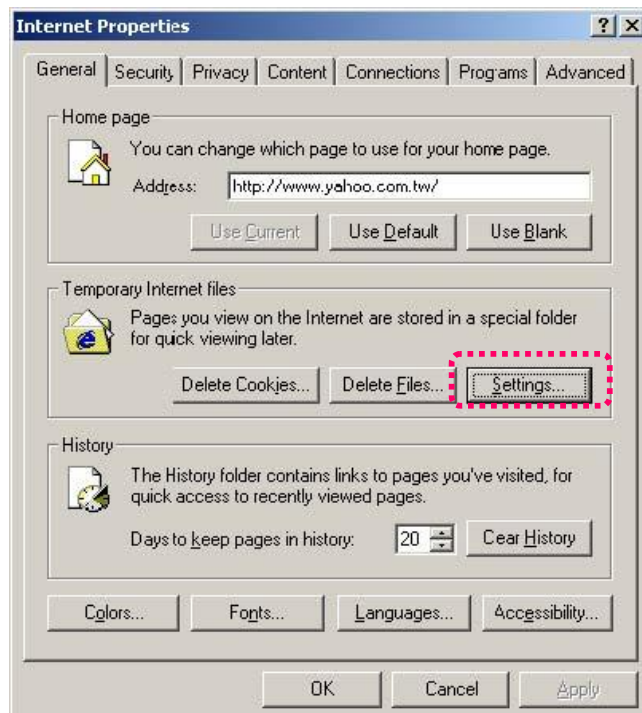 Internet Properties
General Security Privacy Content Connections Programs Advanced
Home page
You can change which page to use for your home page.
Address: http://www.yahoo.com.tw/
Use Current Use Default Use Blank
Temporary Internet files
Pages you view on the Internet are stored in a special folder
for quick viewing later.
Delete Cookies... Delete Files... Settings...
History
The History folder contains links to pages you've visited, for
quick access to recently viewed pages.
Days to keep pages in history: 20 Cear History
Colors... Fonts... Languages... Accessibility...
OK Cancel Apply